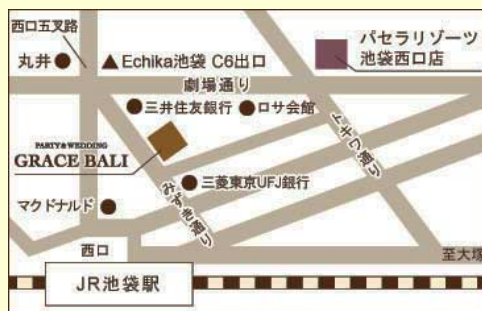 西口五叉路
丸井
Echika池袋 C6出口
パセラリゾーツ
池袋西口店
劇場通り
三井住友銀行
ロサ会館
トキワ通り
PARTY&WEDDING
GRACE BALI
三菱東京UFJ銀行
みずき通り
マクドナルド
西口
至大塚
JR池袋駅